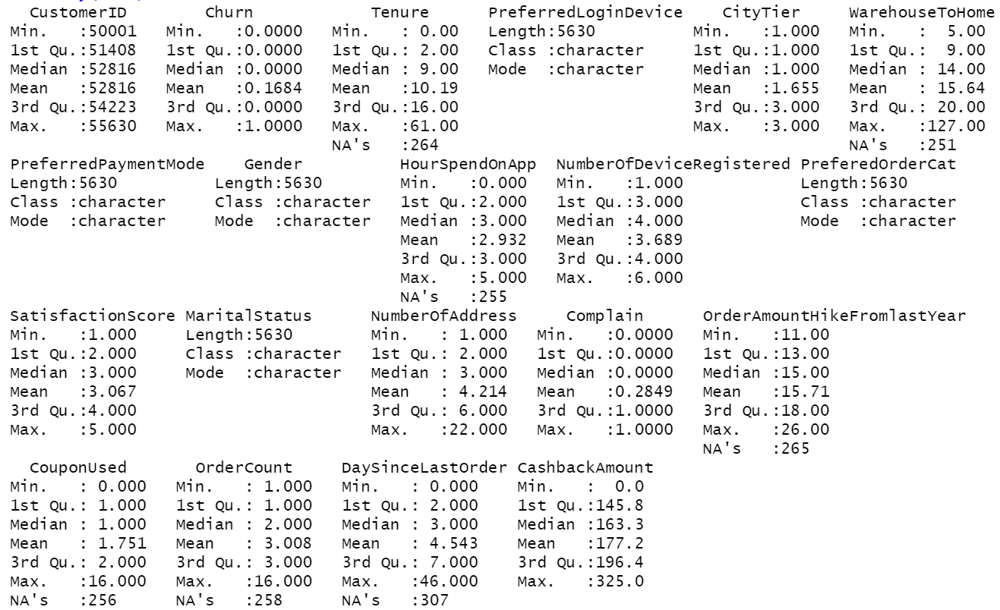 CustomerID        Churn            Tenure      PreferredLoginDevice    CityTier     WarehouseToHome
Min.   :50001   Min.   :0.0000   Min.   : 0.00   Length:5630          Min.   :1.000   Min.   :  5.00
1st Qu.:51408   1st Qu.:0.0000   1st Qu.: 2.00   Class :character     1st Qu.:1.000   1st Qu.:  9.00
Median :52816   Median :0.0000   Median : 9.00   Mode  :character     Median :1.000   Median : 14.00
Mean   :52816   Mean   :0.1684   Mean   :10.19                        Mean   :1.655   Mean   : 15.64
3rd Qu.:54223   3rd Qu.:0.0000   3rd Qu.:16.00                        3rd Qu.:3.000   3rd Qu.: 20.00
Max.   :55630   Max.   :1.0000   Max.   :61.00                        Max.   :3.000   Max.   :127.00
                                 NA's   :264                                          NA's   :251
PreferredPaymentMode    Gender          HourSpendOnApp  NumberOfDeviceRegistered PreferedOrderCat
Length:5630          Length:5630        Min.   :0.000   Min.   :1.000            Length:5630
Class :character     Class :character   1st Qu.:2.000   1st Qu.:3.000            Class :character
Mode  :character     Mode  :character   Median :3.000   Median :4.000            Mode  :character
                                        Mean   :2.932   Mean   :3.689
                                        3rd Qu.:3.000   3rd Qu.:4.000
                                        Max.   :5.000   Max.   :6.000
                                        NA's   :255
SatisfactionScore MaritalStatus      NumberOfAddress     Complain      OrderAmountHikeFromlastYear
Min.   :1.000     Length:5630        Min.   : 1.000   Min.   :0.0000   Min.   :11.00
1st Qu.:2.000     Class :character   1st Qu.: 2.000   1st Qu.:0.0000   1st Qu.:13.00
Median :3.000     Mode  :character   Median : 3.000   Median :0.0000   Median :15.00
Mean   :3.067                        Mean   : 4.214   Mean   :0.2849   Mean   :15.71
3rd Qu.:4.000                        3rd Qu.: 6.000   3rd Qu.:1.0000   3rd Qu.:18.00
Max.   :5.000                        Max.   :22.000   Max.   :1.0000   Max.   :26.00
                                                                       NA's   :265
  CouponUsed       OrderCount     DaySinceLastOrder CashbackAmount
Min.   : 0.000   Min.   : 1.000   Min.   : 0.000    Min.   :  0.0
1st Qu.: 1.000   1st Qu.: 1.000   1st Qu.: 2.000    1st Qu.:145.8
Median : 1.000   Median : 2.000   Median : 3.000    Median :163.3
Mean   : 1.751   Mean   : 3.008   Mean   : 4.543    Mean   :177.2
3rd Qu.: 2.000   3rd Qu.: 3.000   3rd Qu.: 7.000    3rd Qu.:196.4
Max.   :16.000   Max.   :16.000   Max.   :46.000    Max.   :325.0
NA's   :256      NA's   :258      NA's   :307